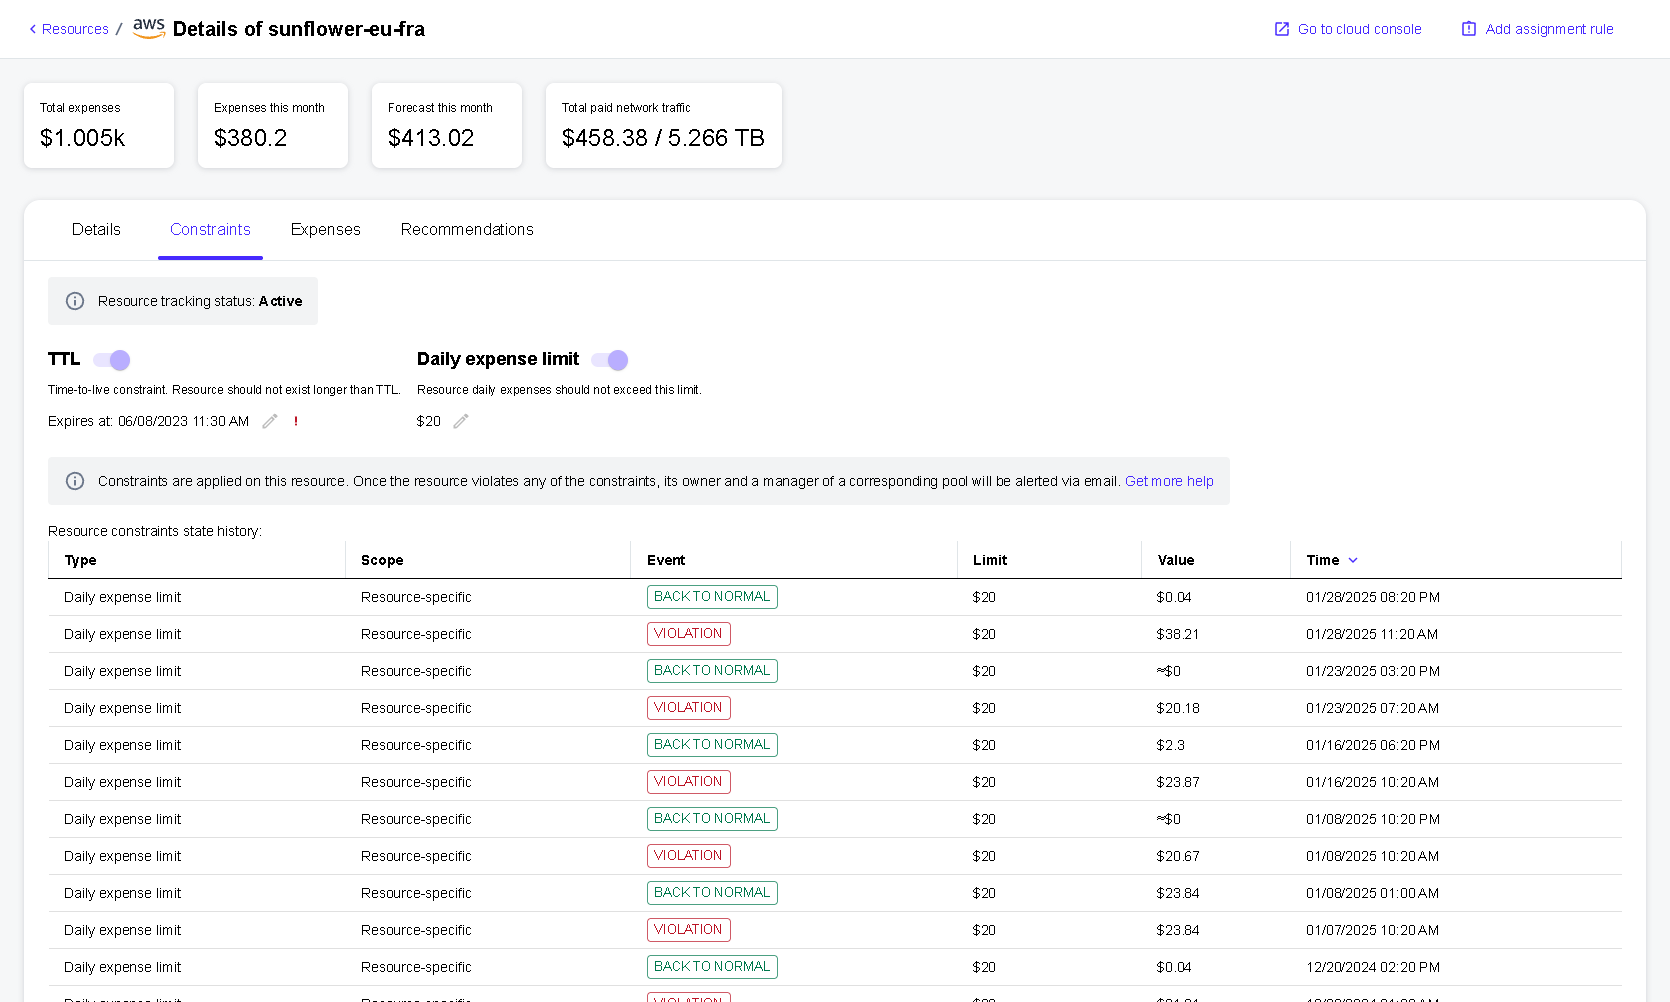 Resources / aws Details of sunflower-eu-fra
Go to cloud console
Add assignment rule
Total expenses
$1.005k
Expenses this month
$380.2
Forecast this month
$413.02
Total paid network traffic
$458.38 / 5.266 TB
Details Constraints Expenses Recommendations
Resource tracking status: Active
TTL
Time-to-live constraint. Resource should not exist longer than TTL.
Expires at: 06/08/2023 11:30 AM !
Daily expense limit
Resource daily expenses should not exceed this limit.
$20
Constraints are applied on this resource. Once the resource violates any of the constraints, its owner and a manager of a corresponding pool will be alerted via email. Get more help
Resource constraints state history:
Type Scope Event Limit Value Time
Daily expense limit Resource-specific BACK TO NORMAL $20 $0.04 01/28/2025 08:20 PM
Daily expense limit Resource-specific VIOLATION $20 $38.21 01/28/2025 11:20 AM
Daily expense limit Resource-specific BACK TO NORMAL $20 ≈$0 01/23/2025 03:20 PM
Daily expense limit Resource-specific VIOLATION $20 $20.18 01/23/2025 07:20 AM
Daily expense limit Resource-specific BACK TO NORMAL $20 $2.3 01/16/2025 06:20 PM
Daily expense limit Resource-specific VIOLATION $20 $23.87 01/16/2025 10:20 AM
Daily expense limit Resource-specific BACK TO NORMAL $20 ≈$0 01/08/2025 10:20 PM
Daily expense limit Resource-specific VIOLATION $20 $20.67 01/08/2025 10:20 AM
Daily expense limit Resource-specific BACK TO NORMAL $20 $23.84 01/08/2025 01:00 AM
Daily expense limit Resource-specific VIOLATION $20 $23.84 01/07/2025 10:20 AM
Daily expense limit Resource-specific BACK TO NORMAL $20 $0.04 12/20/2024 02:20 PM
Daily expense limit Resource-specific VIOLATION $20